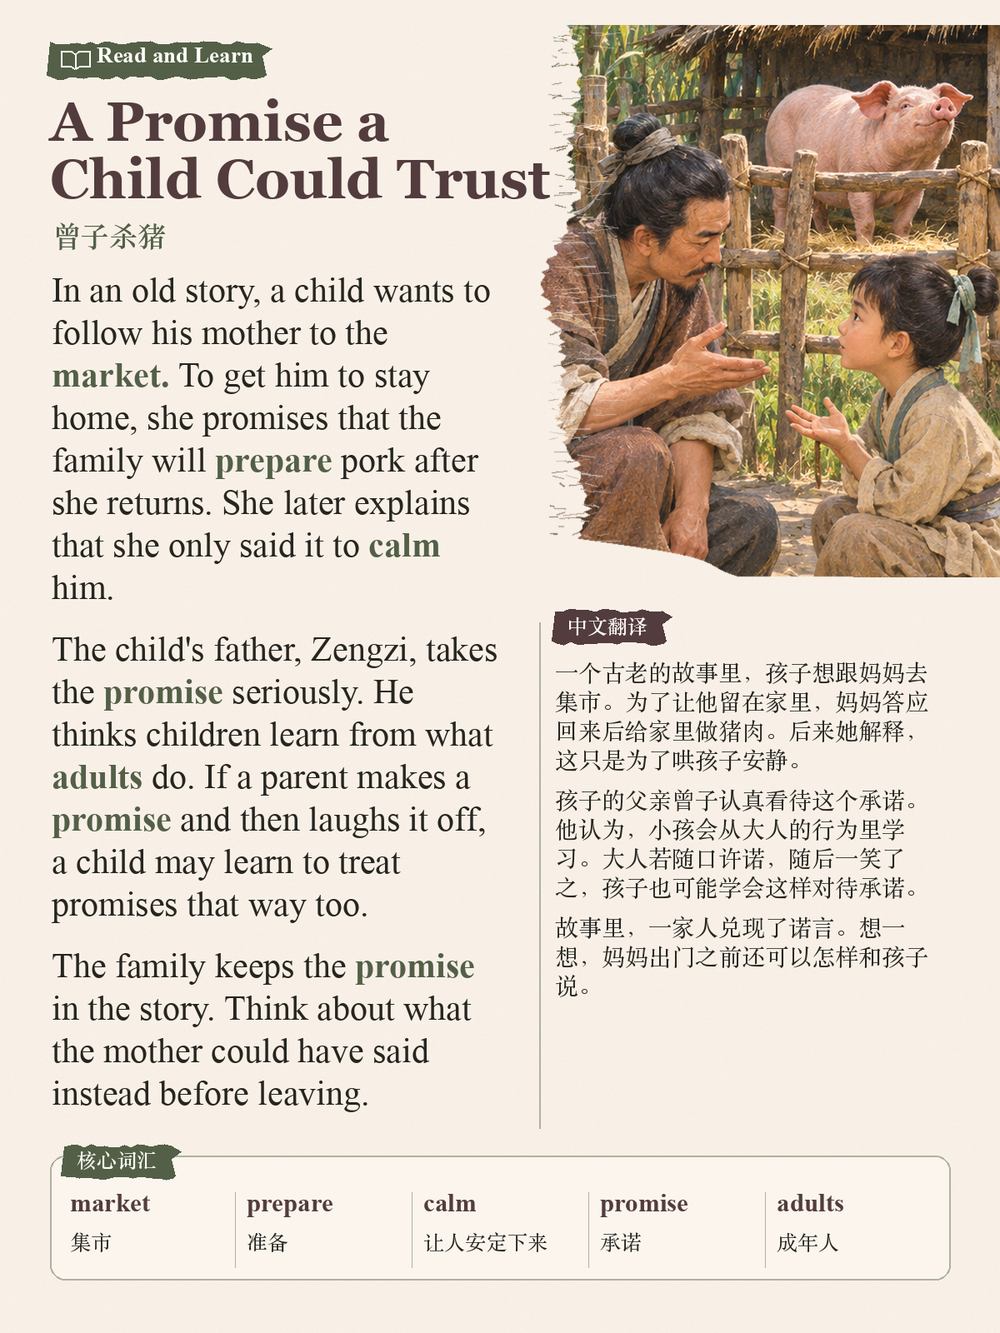 Read and Learn
A Promise a
Child Could Trust
曾子杀猪
In an old story, a child wants to
follow his mother to the
market. To get him to stay
home, she promises that the
family will prepare pork after
she returns. She later explains
that she only said it to calm
him.
The child's father, Zengzi, takes
the promise seriously. He
thinks children learn from what
adults do. If a parent makes a
promise and then laughs it off,
a child may learn to treat
promises that way too.
The family keeps the promise
in the story. Think about what
the mother could have said
instead before leaving.
中文翻译
一个古老的故事里，孩子想跟妈妈去
集市。为了让他留在家里，妈妈答应
回来后给家里做猪肉。后来她解释，
这只是为了哄孩子安静。
孩子的父亲曾子认真看待这个承诺。
他认为，小孩会从大人的行为里学
习。大人若随口许诺，随后一笑了
之，孩子也可能学会这样对待承诺。
故事里，一家人兑现了诺言。想一
想，妈妈出门之前还可以怎样和孩子
说。
核心词汇
market
集市
prepare
准备
calm
让人安定下来
promise
承诺
adults
成年人